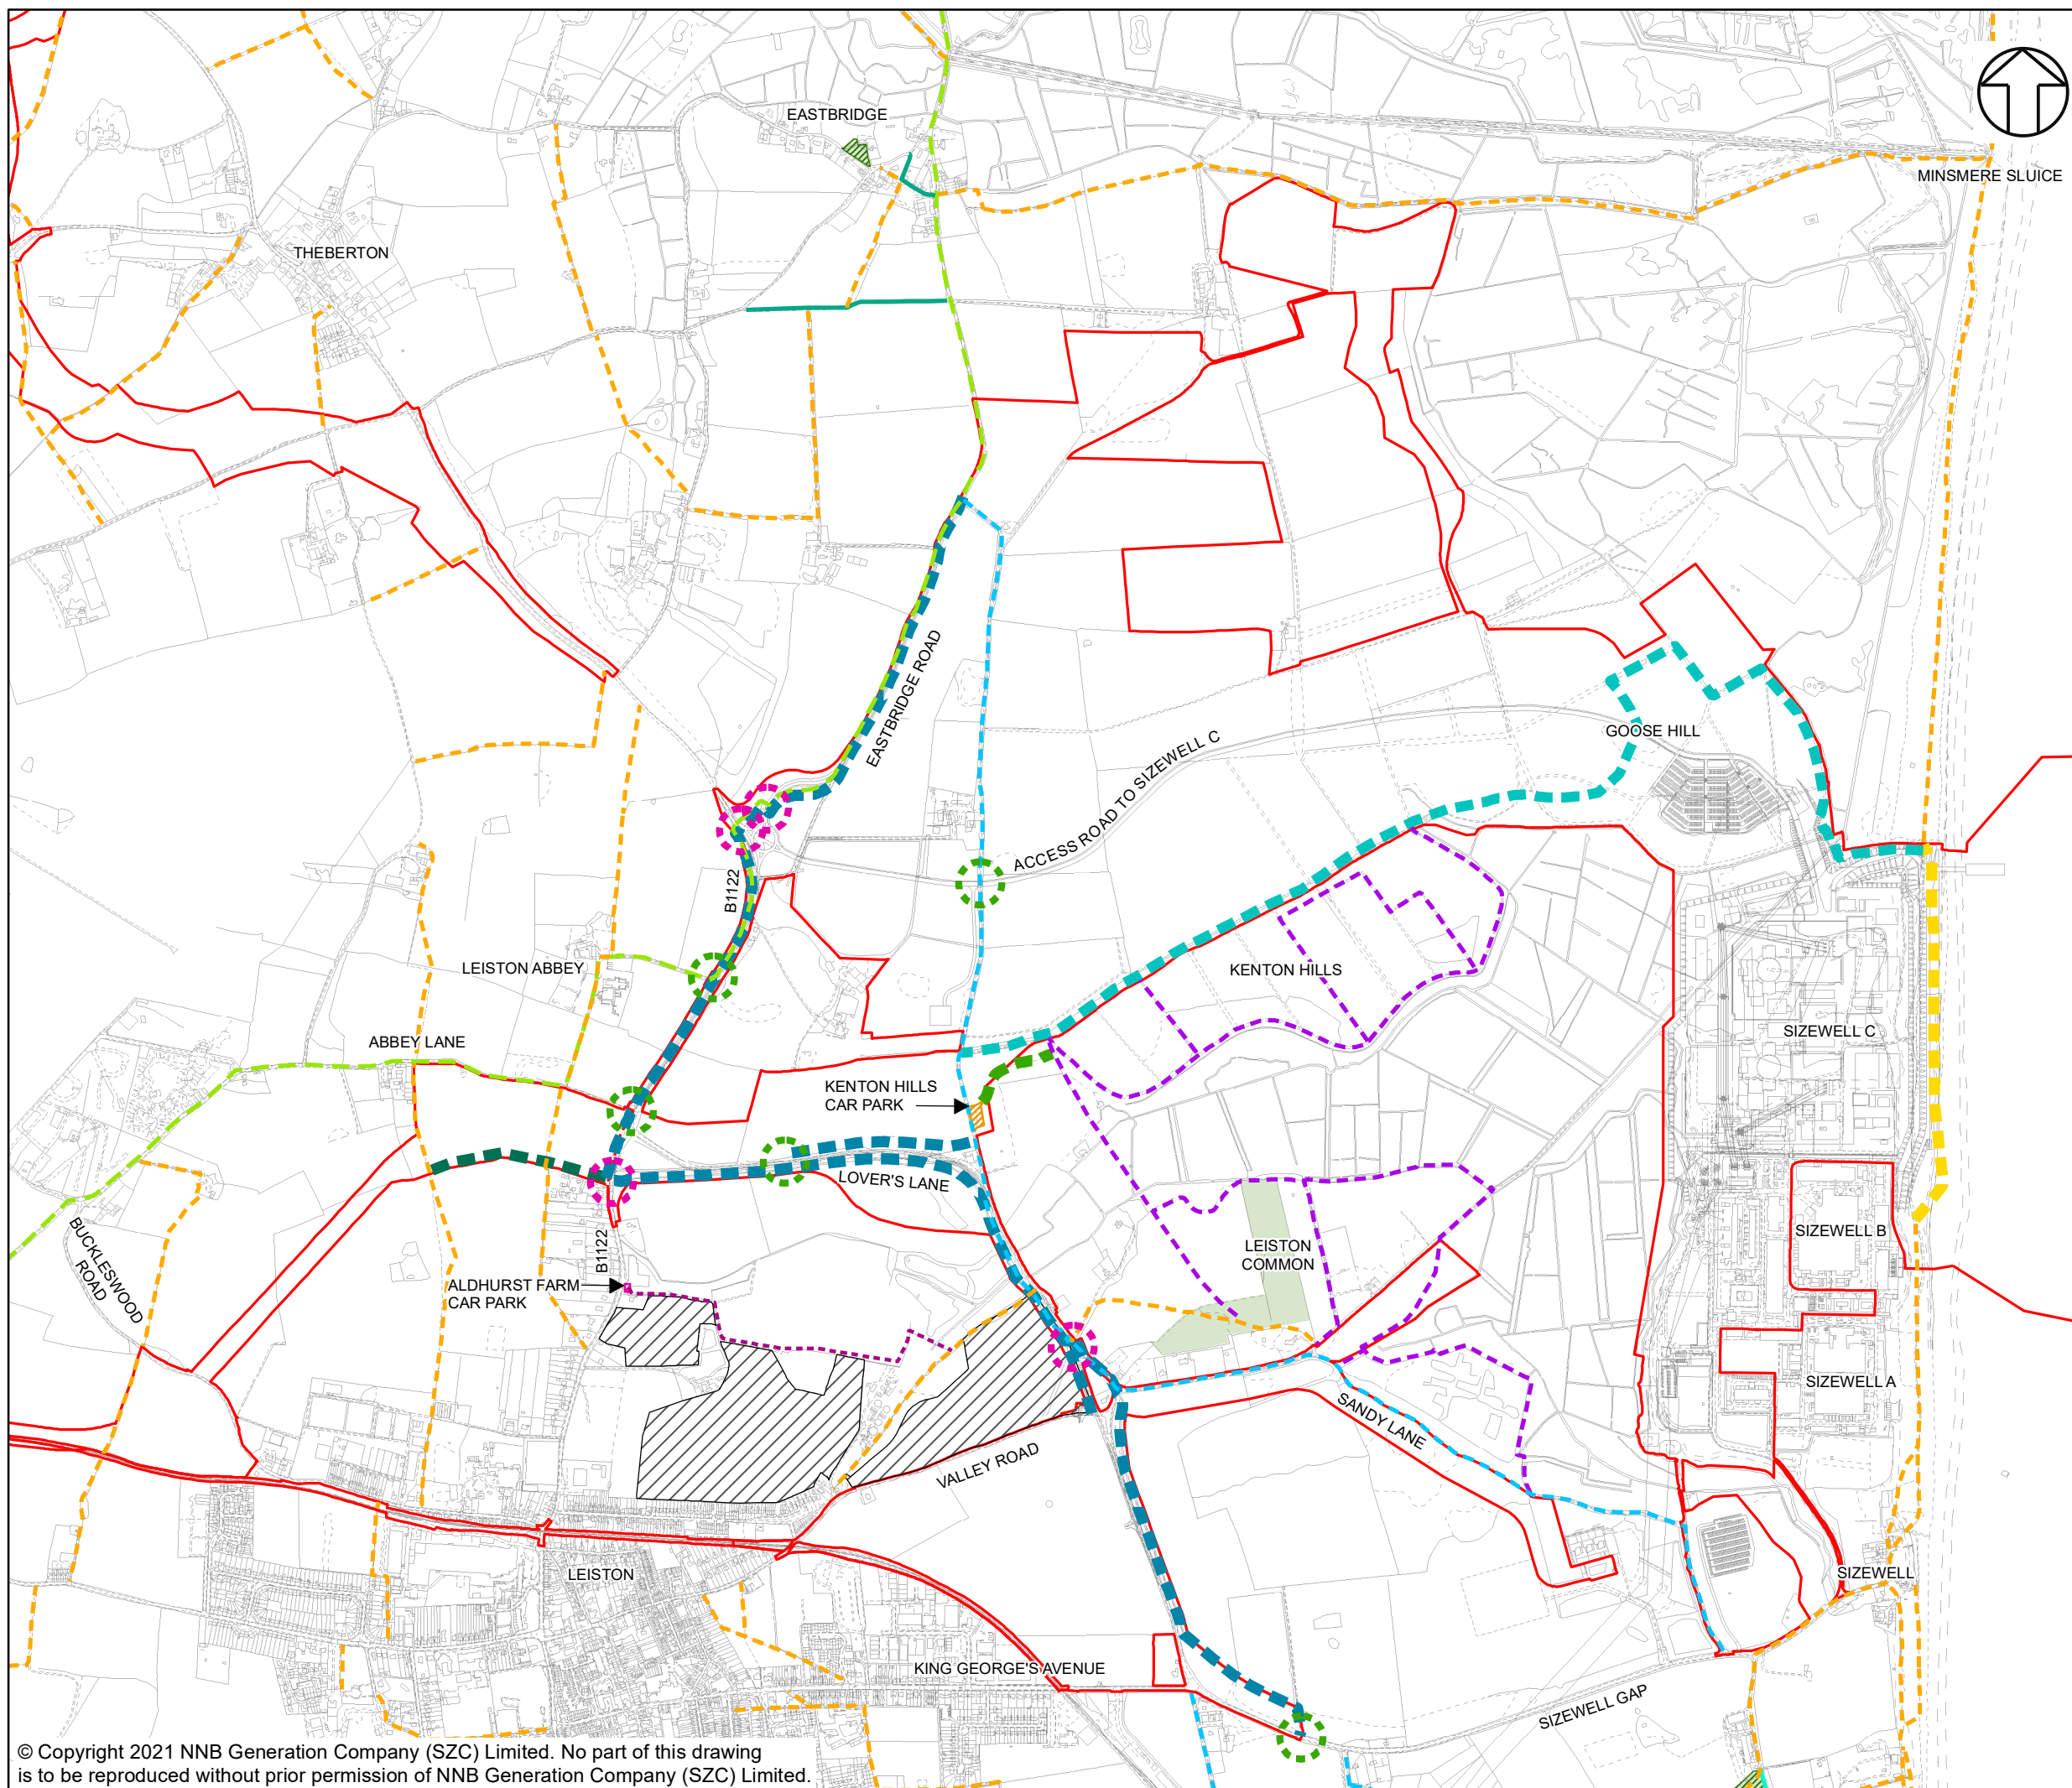 EASTBRIDGE
MINSMERE SLUICE
THEBERTON
EASTBRIDGE ROAD
GOOSE HILL
ACCESS ROAD TO SIZEWELL C
B1122
LEISTON ABBEY
KENTON HILLS
SIZEWELL C
ABBEY LANE
KENTON HILLS
CAR PARK
LOVER'S LANE
BUCKLESWOOD
ROAD
B1122
SIZEWELL B
LEISTON
COMMON
ALDHURST FARM
CAR PARK
SIZEWELL A
SANDY LANE
VALLEY ROAD
LEISTON
SIZEWELL
KING GEORGE'S AVENUE
SIZEWELL GAP
© Copyright 2021 NNB Generation Company (SZC) Limited. No part of this drawing
is to be reproduced without prior permission of NNB Generation Company (SZC) Limited.